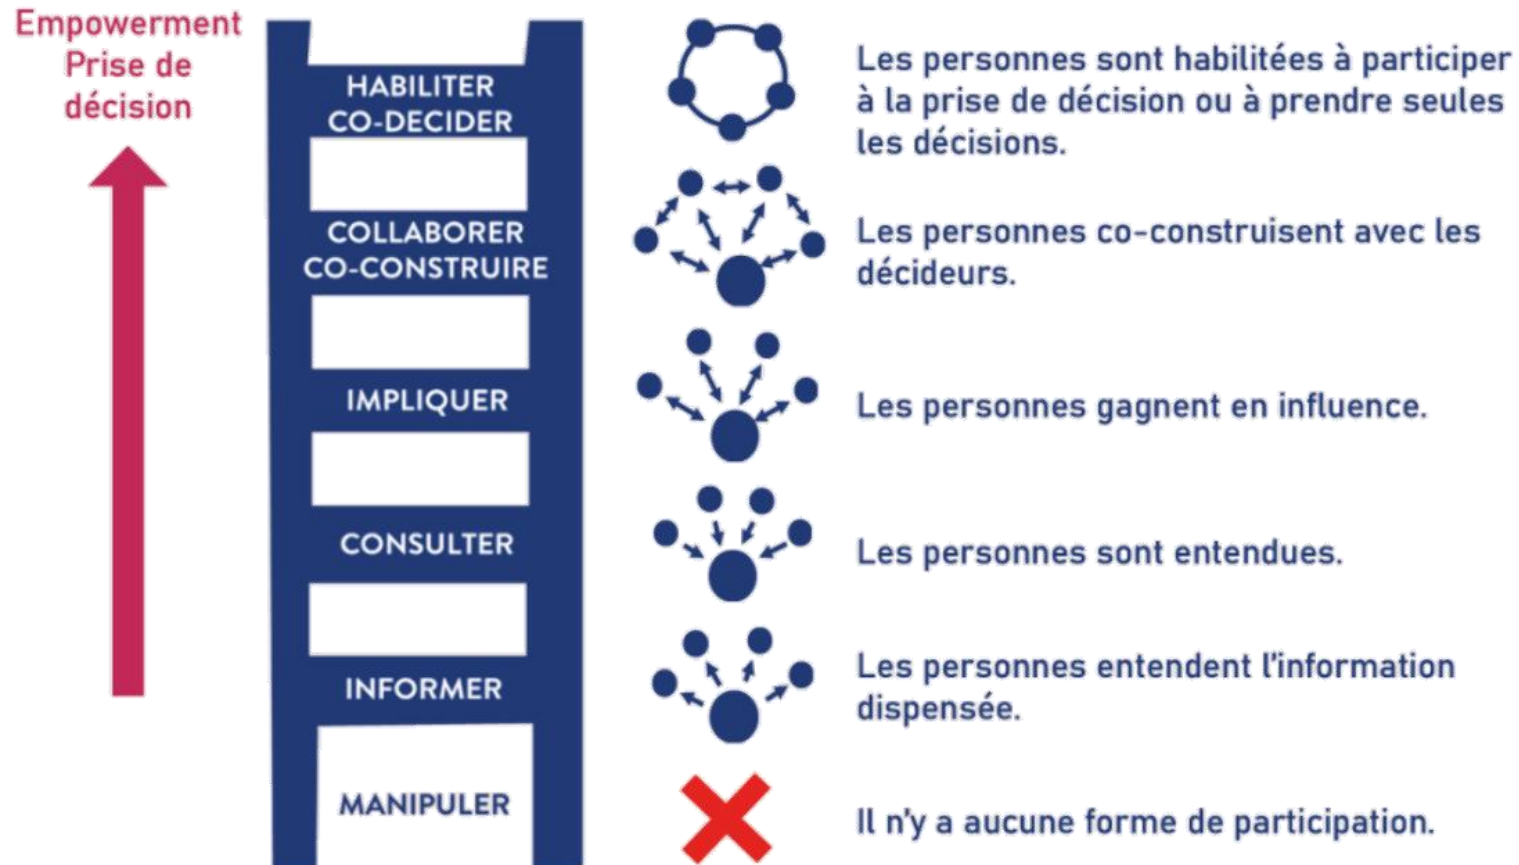 Empowerment
Prise de
décision
HABILITER
CO-DECIDER
Les personnes sont habilitées à participer
à la prise de décision ou à prendre seules
les décisions.
COLLABORER
CO-CONSTRUIRE
Les personnes co-construisent avec les
décideurs.
IMPLIQUER
Les personnes gagnent en influence.
CONSULTER
Les personnes sont entendues.
INFORMER
Les personnes entendent l'information
dispensée.
MANIPULER
Il n'y a aucune forme de participation.